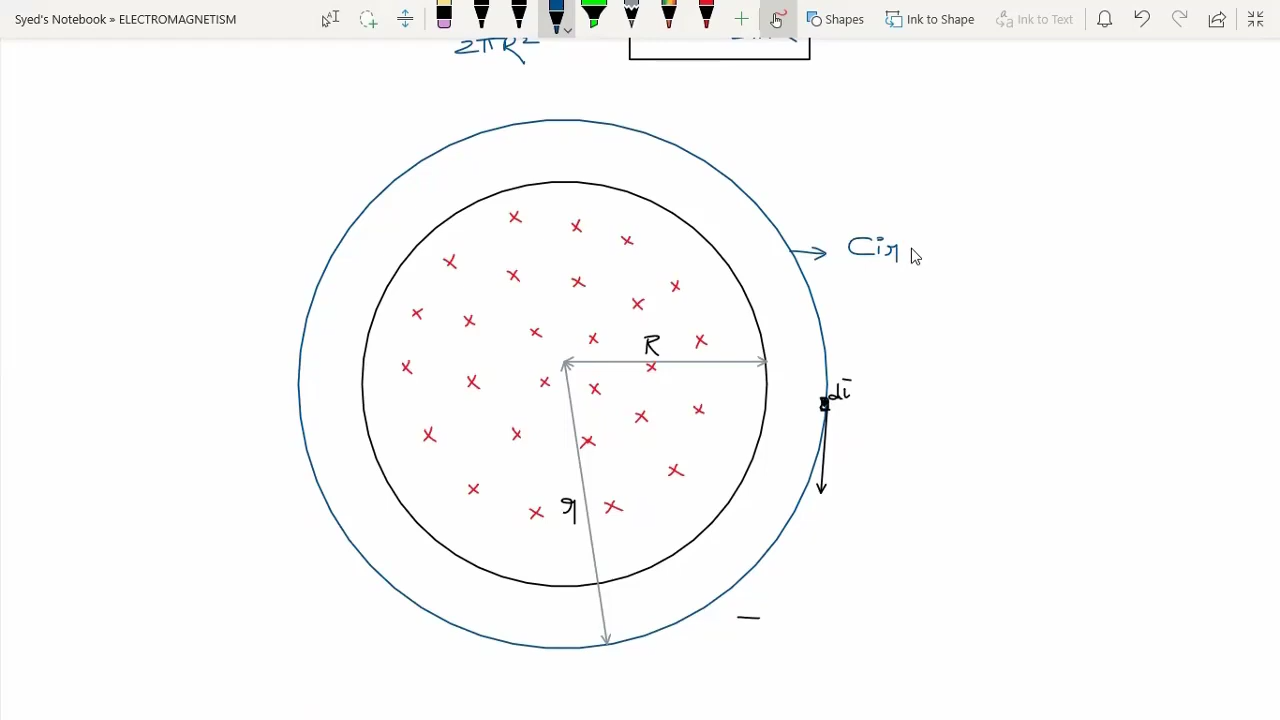 Syed's Notebook » ELECTROMAGNETISM
Shapes
Ink to Shape
Ink to Text
2πR²
Cir
R
dl
r